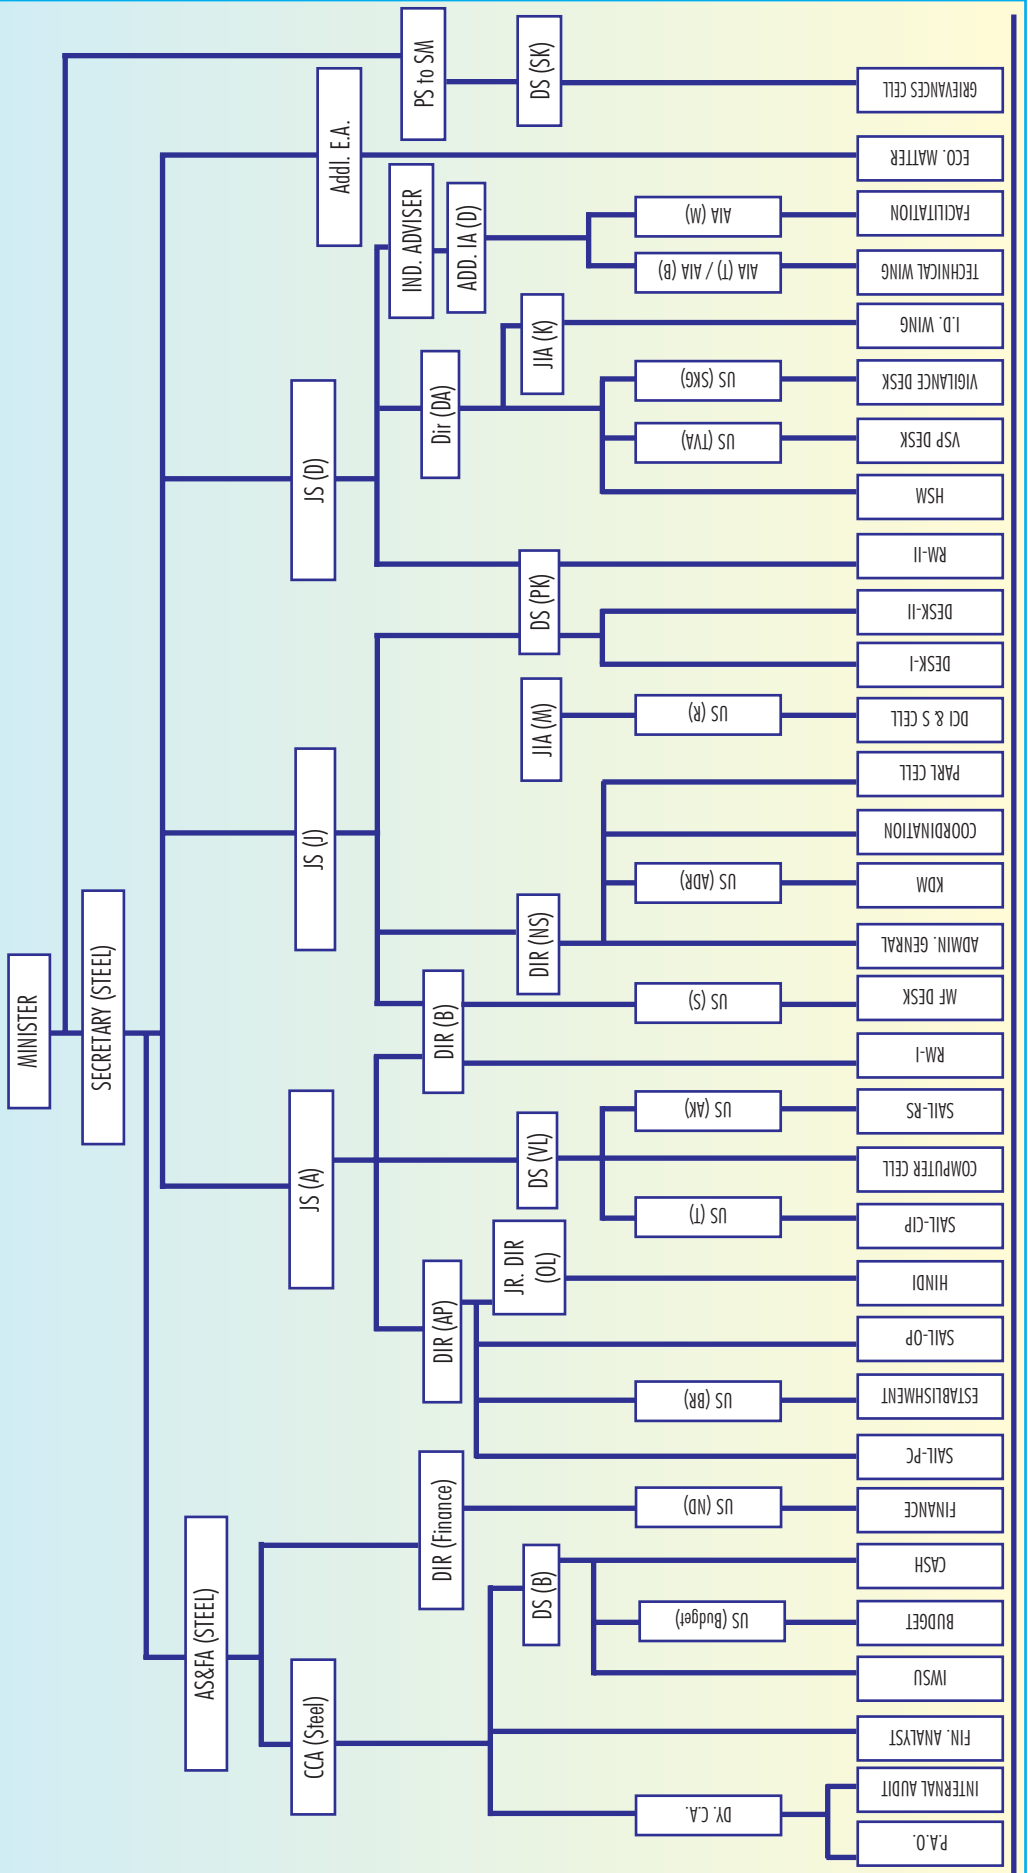 MINISTER
SECRETARY (STEEL)
AS&FA (STEEL)
PS to SM
Addl. E.A.
JS (D)
JS (J)
JS (A)
CCA (Steel)
IND. ADVISER
ADD. IA (D)
Dir (DA)
DIR (B)
DIR (AP)
DIR (Finance)
DS (SK)
JIA (K)
DS (PK)
JIA (M)
DIR (NS)
DS (VL)
JR. DIR
(OL)
DS (B)
AIA (M)
AIA (T) / AIA (B)
US (SKG)
US (TVA)
US (R)
US (ADR)
US (S)
US (AK)
US (T)
US (BR)
US (ND)
US (Budget)
DY. C.A.
GRIEVANCES CELL
ECO. MATTER
FACILITATION
TECHNICAL WING
I.D. WING
VIGILANCE DESK
VSP DESK
HSM
RM-II
DESK-II
DESK-I
DCI & S CELL
PARL CELL
COORDINATION
KDM
ADMIN. GENRAL
MF DESK
RM-I
SAIL-RS
COMPUTER CELL
SAIL-CIP
HINDI
SAIL-OP
ESTABLISHMENT
SAIL-PC
FINANCE
CASH
BUDGET
IWSU
FIN. ANALYST
INTERNAL AUDIT
P.A.O.